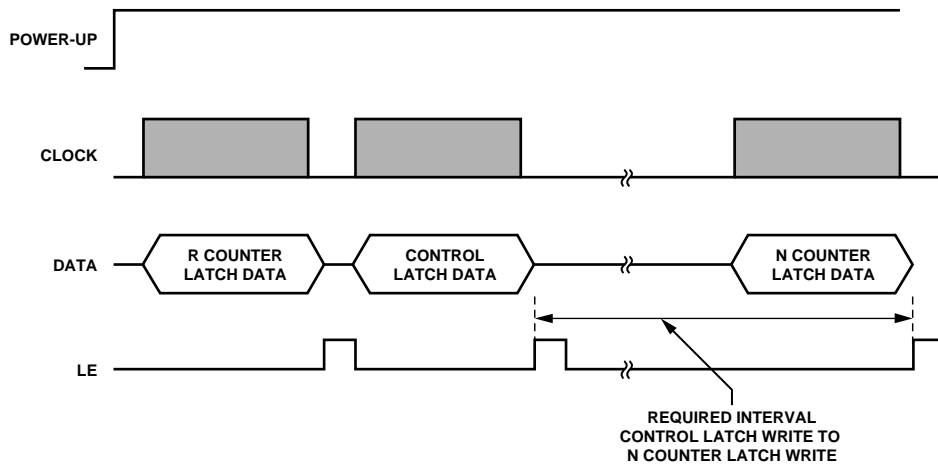 POWER-UP
CLOCK
DATA
R COUNTER
LATCH DATA
CONTROL
LATCH DATA
N COUNTER
LATCH DATA
LE
REQUIRED INTERVAL
CONTROL LATCH WRITE TO
N COUNTER LATCH WRITE